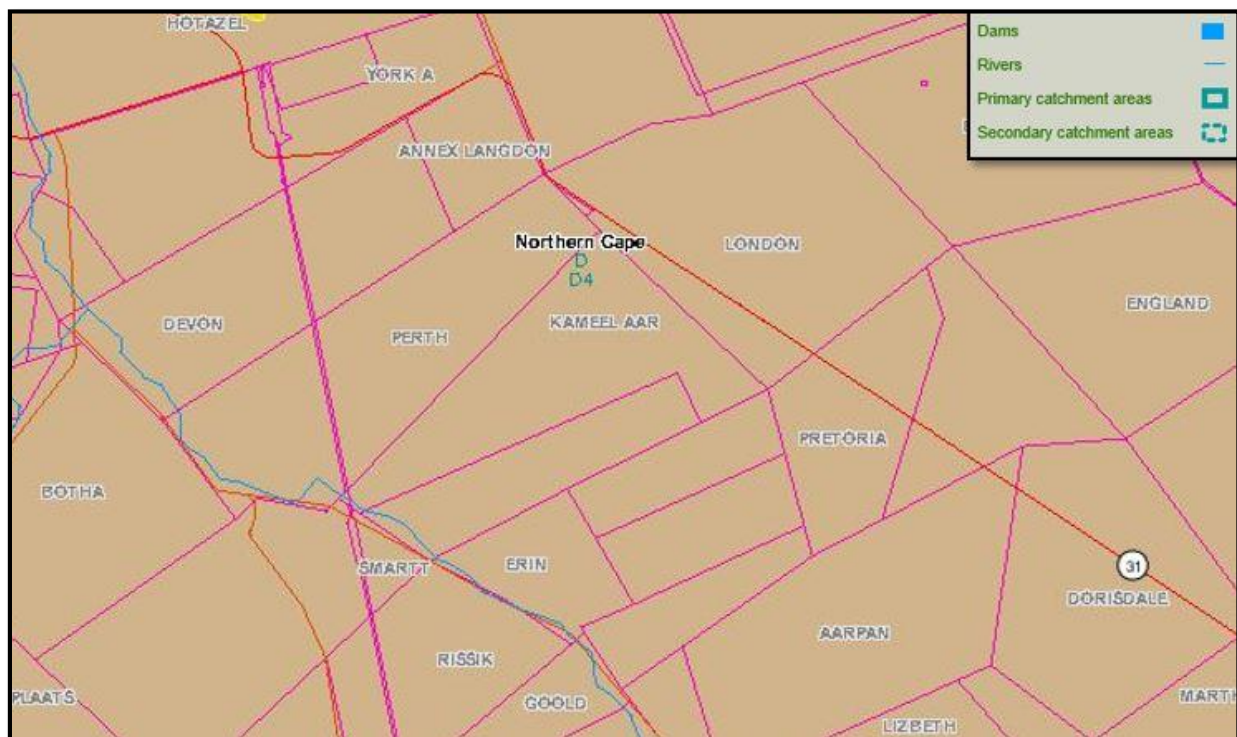 HOTAZEL
Dams
Rivers
YORK A
Primary catchment areas
Secondary catchment areas
ANNEX LANGDON
Northern Cape
LONDON
D
D4
ENGLAND
DEVON
KAMEEL AAR
PERTH
PRETORIA
BOTHA
ERIN
SMARTT
31
DORISDALE
AARPAN
RISSIK
PLAATS
GOOLD
MARTH
LIZBETH